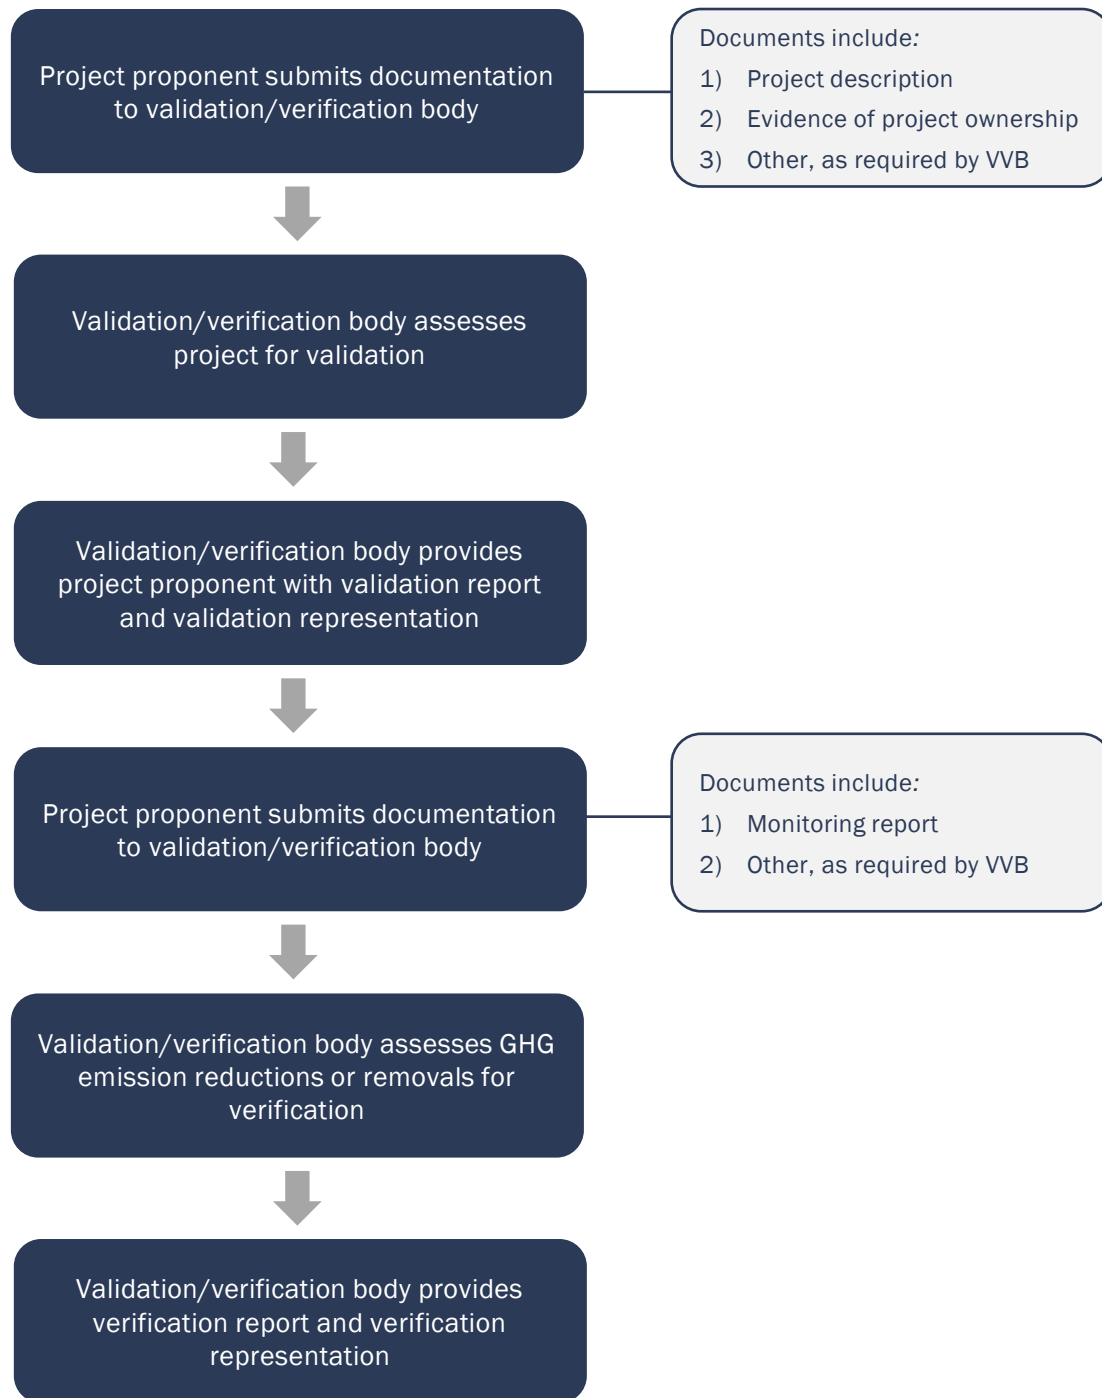 Project proponent submits documentation
to validation/verification body
Documents include:
1) Project description
2) Evidence of project ownership
3) Other, as required by VVB
Validation/verification body assesses
project for validation
Validation/verification body provides
project proponent with validation report
and validation representation
Project proponent submits documentation
to validation/verification body
Documents include:
1) Monitoring report
2) Other, as required by VVB
Validation/verification body assesses GHG
emission reductions or removals for
verification
Validation/verification body provides
verification report and verification
representation